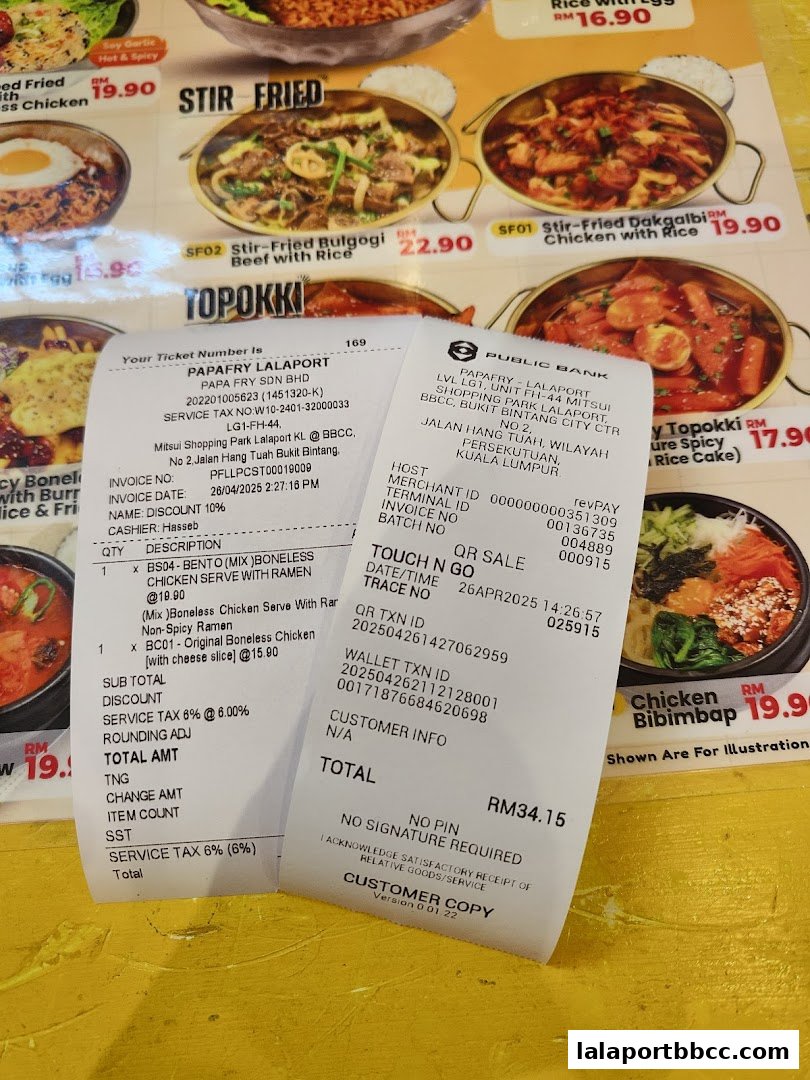 Rice with Egg
RM 16.90
Soy Garlic
Hot & Spicy
Fried
Chicken
RM 19.90
STIR FRIED
SF02 Stir-Fried Bulgogi
Beef with Rice
RM 22.90
SF01 Stir-Fried Dakgalbi
Chicken with Rice
RM 19.90
with Egg
TOPOKKI
Topokki
Spicy
Rice Cake)
RM 17.9
with
Chicken
Bibimbap
RM 19.9
RM 19.
Shown Are For Illustration
Your Ticket Number Is 169
PAPAFRY LALAPORT
PAPA FRY SDN BHD
202201005623 (1451320-K)
SERVICE TAX NO:W10-2401-32000033
LG1-FH-44,
Mitsui Shopping Park Lalaport KL @ BBCC,
No 2,Jalan Hang Tuah Bukit Bintang,
INVOICE NO: PFLLPCST00019009
INVOICE DATE: 26/04/2025 2:27:16 PM
NAME: DISCOUNT 10%
CASHIER: Hasseb
QTY DESCRIPTION
1 x BS04 - BENTO (MIX )BONELESS
CHICKEN SERVE WITH RAMEN
@19.90
(Mix )Boneless Chicken Serve With Ram
Non-Spicy Ramen
1 x BC01 - Original Boneless Chicken
[with cheese slice] @15.90
SUB TOTAL
DISCOUNT
SERVICE TAX 6% @ 6.00%
ROUNDING ADJ
TOTAL AMT
TNG
CHANGE AMT
ITEM COUNT
SST
SERVICE TAX 6% (6%)
Total
PUBLIC BANK
PAPAFRY - LALAPORT
LVL LG1, UNIT FH-44 MITSUI
SHOPPING PARK LALAPORT,
BBCC, BUKIT BINTANG CITY CTR
NO 2,
JALAN HANG TUAH, WILAYAH
PERSEKUTUAN,
KUALA LUMPUR
HOST revPAY
MERCHANT ID 000000000351309
TERMINAL ID 00136735
INVOICE NO 004889
BATCH NO 000915
QR SALE
TOUCH N GO
DATE/TIME 26APR2025 14:26:57
TRACE NO 025915
QR TXN ID
202504261427062959
WALLET TXN ID
202504262112128001
00171876684620698
CUSTOMER INFO
N/A
TOTAL
RM34.15
NO PIN
NO SIGNATURE REQUIRED
I ACKNOWLEDGE SATISFACTORY RECEIPT OF
RELATIVE GOODS/SERVICE
CUSTOMER COPY
Version 0.01.22
lalaportbbcc.com